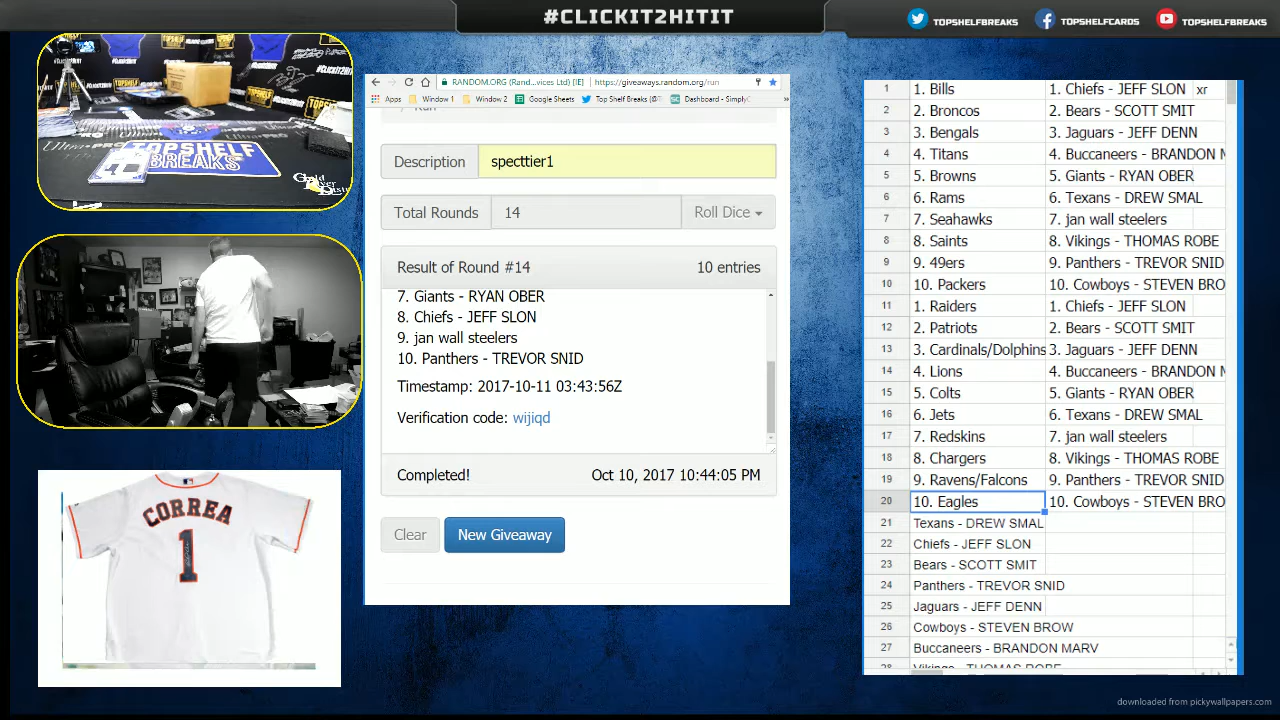 #CLICKIT2HITIT
TOPSHELFBREAKS
TOPSHELFCARDS
TOPSHELFBREAKS
TOPSHELF
BREAKS
RANDOM.ORG (Rand...vices Ltd) [IE] https://giveaways.random.org/run
Apps Window 1 Window 2 Google Sheets Top Shelf Breaks (@T Dashboard - Simply
Description specttier1
Total Rounds 14 Roll Dice
Result of Round #14 10 entries
7. Giants - RYAN OBER
8. Chiefs - JEFF SLON
9. jan wall steelers
10. Panthers - TREVOR SNID
Timestamp: 2017-10-11 03:43:56Z
Verification code: wijiqd
Completed! Oct 10, 2017 10:44:05 PM
Clear New Giveaway
CORREA
1
1 1. Bills 1. Chiefs - JEFF SLON xr
2 2. Broncos 2. Bears - SCOTT SMIT
3 3. Bengals 3. Jaguars - JEFF DENN
4 4. Titans 4. Buccaneers - BRANDON M
5 5. Browns 5. Giants - RYAN OBER
6 6. Rams 6. Texans - DREW SMAL
7 7. Seahawks 7. jan wall steelers
8 8. Saints 8. Vikings - THOMAS ROBE
9 9. 49ers 9. Panthers - TREVOR SNID
10 10. Packers 10. Cowboys - STEVEN BRO
11 1. Raiders 1. Chiefs - JEFF SLON
12 2. Patriots 2. Bears - SCOTT SMIT
13 3. Cardinals/Dolphins 3. Jaguars - JEFF DENN
14 4. Lions 4. Buccaneers - BRANDON M
15 5. Colts 5. Giants - RYAN OBER
16 6. Jets 6. Texans - DREW SMAL
17 7. Redskins 7. jan wall steelers
18 8. Chargers 8. Vikings - THOMAS ROBE
19 9. Ravens/Falcons 9. Panthers - TREVOR SNID
20 10. Eagles 10. Cowboys - STEVEN BRO
21 Texans - DREW SMAL
22 Chiefs - JEFF SLON
23 Bears - SCOTT SMIT
24 Panthers - TREVOR SNID
25 Jaguars - JEFF DENN
26 Cowboys - STEVEN BROW
27 Buccaneers - BRANDON MARV
28 Vikings - THOMAS ROBE
downloaded from pickywallpapers.com